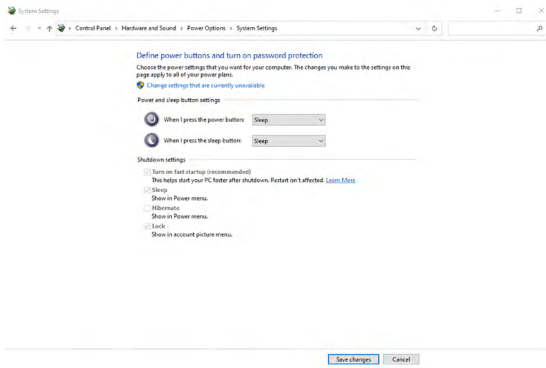 System Settings
Control Panel > Hardware and Sound > Power Options > System Settings
Define power buttons and turn on password protection
Choose the power settings that you want for your computer. The changes you make to the settings on this
page apply to all of your power plans.
Change settings that are currently unavailable
Power and sleep button settings
When I press the power button: Sleep
When I press the sleep button: Sleep
Shutdown settings
Turn on fast startup (recommended)
This helps start your PC faster after shutdown. Restart isn't affected. Learn More
Sleep
Show in Power menu.
Hibernate
Show in Power menu.
Lock
Show in account picture menu.
Save changes Cancel